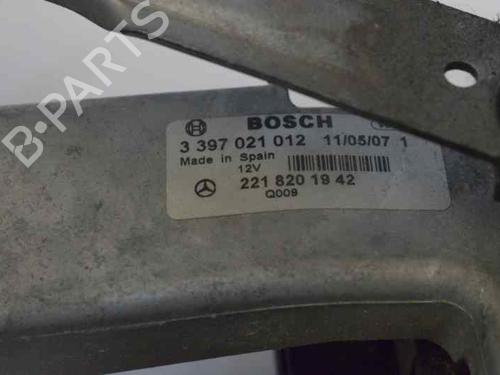 B-PARTS
BOSCH
3 397 021 012 11/05/07 1
Made in Spain
12V
221 820 19 42
Q009